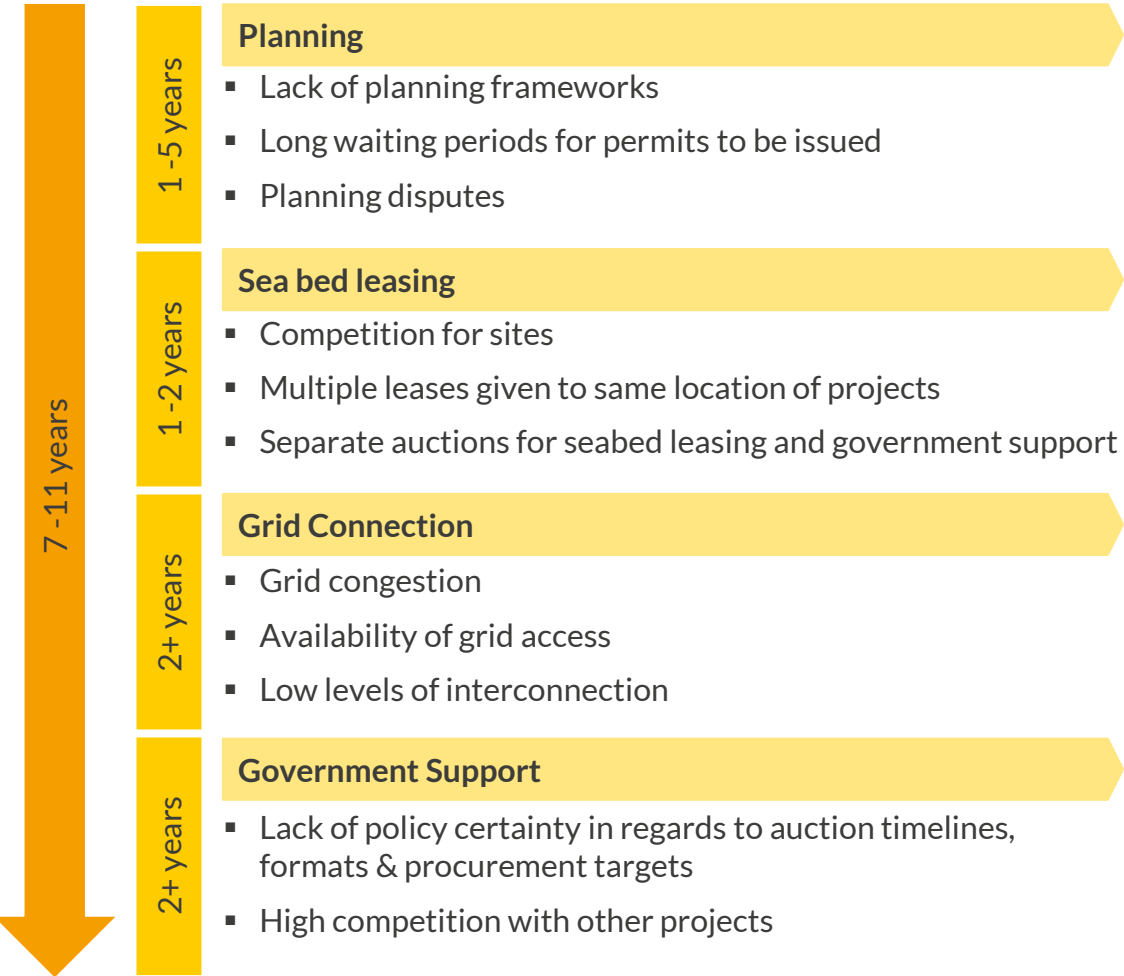 7 -11 years
1 -5 years
Planning
▪ Lack of planning frameworks
▪ Long waiting periods for permits to be issued
▪ Planning disputes
1 -2 years
Sea bed leasing
▪ Competition for sites
▪ Multiple leases given to same location of projects
▪ Separate auctions for seabed leasing and government support
2+ years
Grid Connection
▪ Grid congestion
▪ Availability of grid access
▪ Low levels of interconnection
2+ years
Government Support
▪ Lack of policy certainty in regards to auction timelines,
formats & procurement targets
▪ High competition with other projects